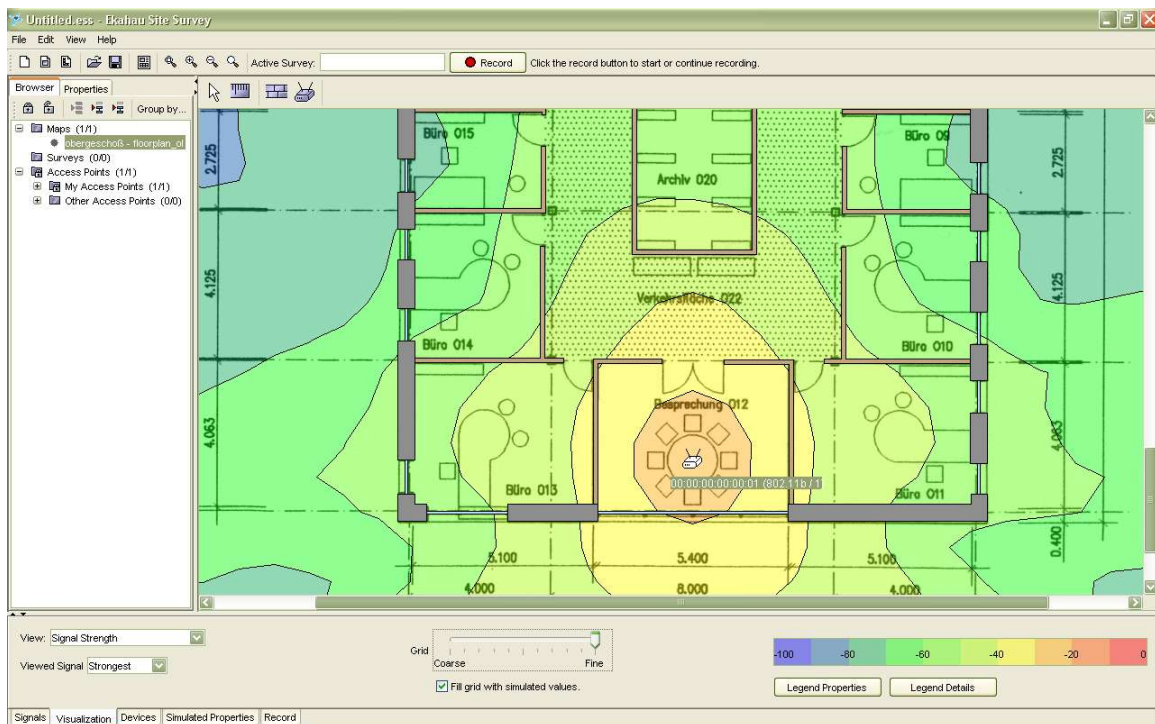 Untitled.ess - Ekahau Site Survey
File Edit View Help
Active Survey:
Record
Click the record button to start or continue recording.
Browser Properties
Group by...
Maps (1/1)
obergeschoß - floorplan_ol
Surveys (0/0)
Access Points (1/1)
My Access Points (1/1)
Other Access Points (0/0)
Büro 015
Büro 09
2.725
2.725
Archiv 020
4.125
4.125
Verkehrsfläche 022
Büro 014
Büro 010
Besprechung 012
4.063
4.063
00:00:00:00:00:01 (802.11b / 1
Büro 013
Büro 011
0.400
5.100
5.400
5.100
4.000
8.000
4.000
View: Signal Strength
Viewed Signal Strongest
Grid
Coarse Fine
Fill grid with simulated values.
-100 -80 -60 -40 -20 0
Legend Properties Legend Details
Signals Visualization Devices Simulated Properties Record